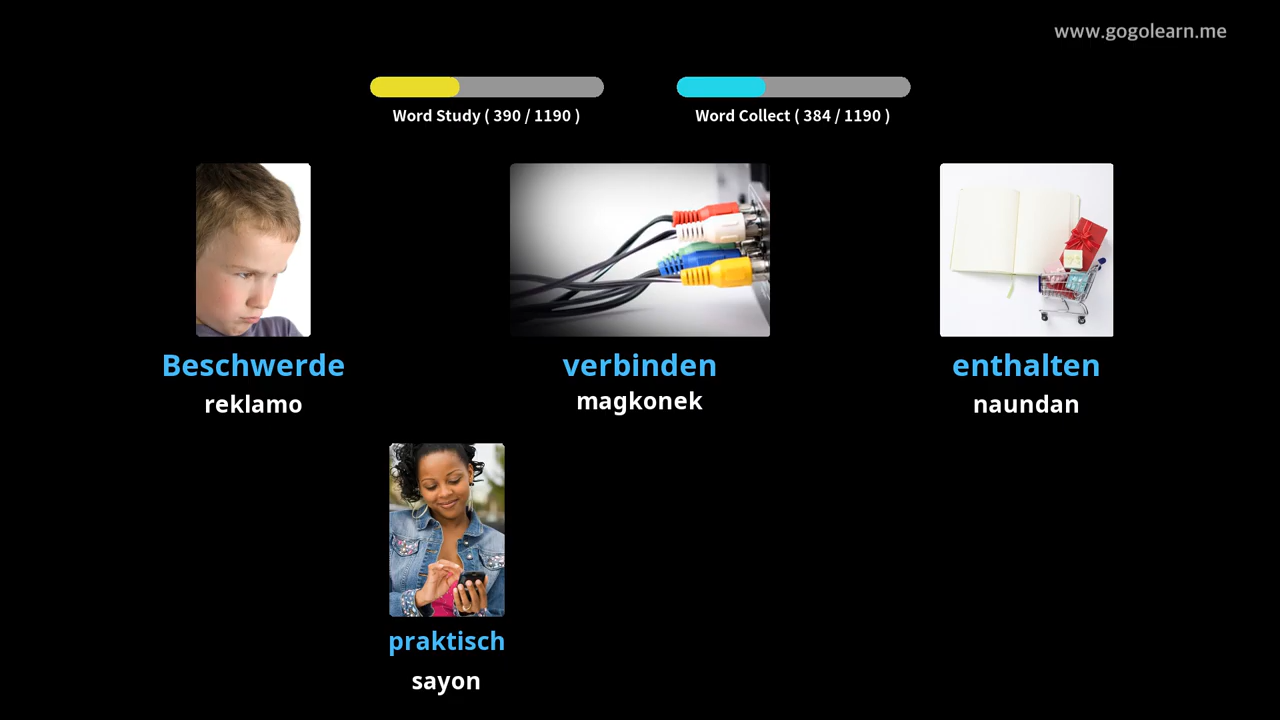 www.gogolearn.me
Word Study ( 390 / 1190 )
Word Collect ( 384 / 1190 )
Beschwerde
reklamo
verbinden
magkonek
enthalten
naundan
praktisch
sayon